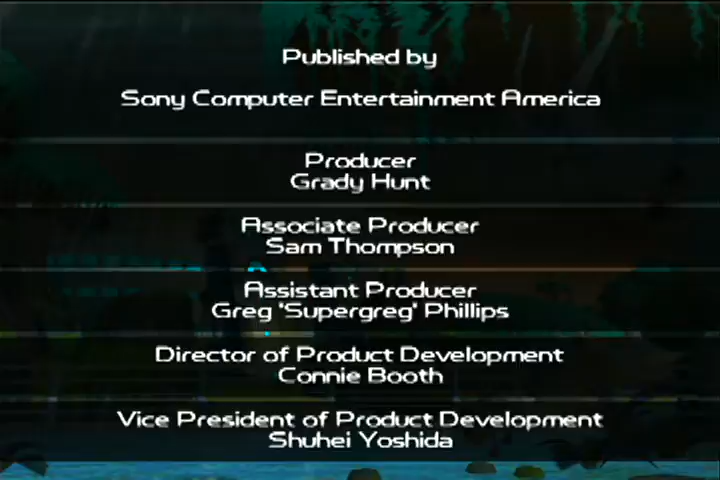 Published by
Sony Computer Entertainment America
Producer
Grady Hunt
Associate Producer
Sam Thompson
Assistant Producer
Greg 'Supergreg' Phillips
Director of Product Development
Connie Booth
Vice President of Product Development
Shuhei Yoshida